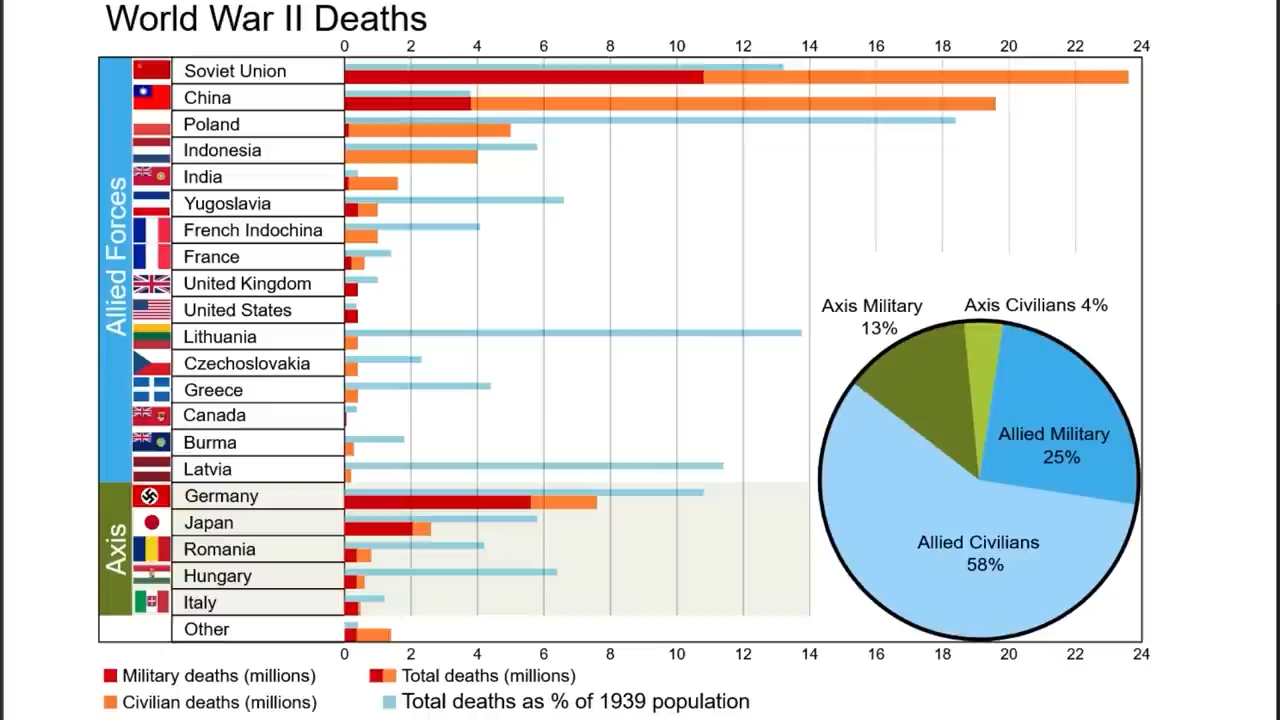 World War II Deaths
0 2 4 6 8 10 12 14 16 18 20 22 24
Allied Forces
Soviet Union
China
Poland
Indonesia
India
Yugoslavia
French Indochina
France
United Kingdom
United States
Lithuania
Czechoslovakia
Greece
Canada
Burma
Latvia
Axis
Germany
Japan
Romania
Hungary
Italy
Other
Axis Military
13%
Axis Civilians 4%
Allied Military
25%
Allied Civilians
58%
0 2 4 6 8 10 12 14 16 18 20 22 24
Military deaths (millions)
Total deaths (millions)
Civilian deaths (millions)
Total deaths as % of 1939 population